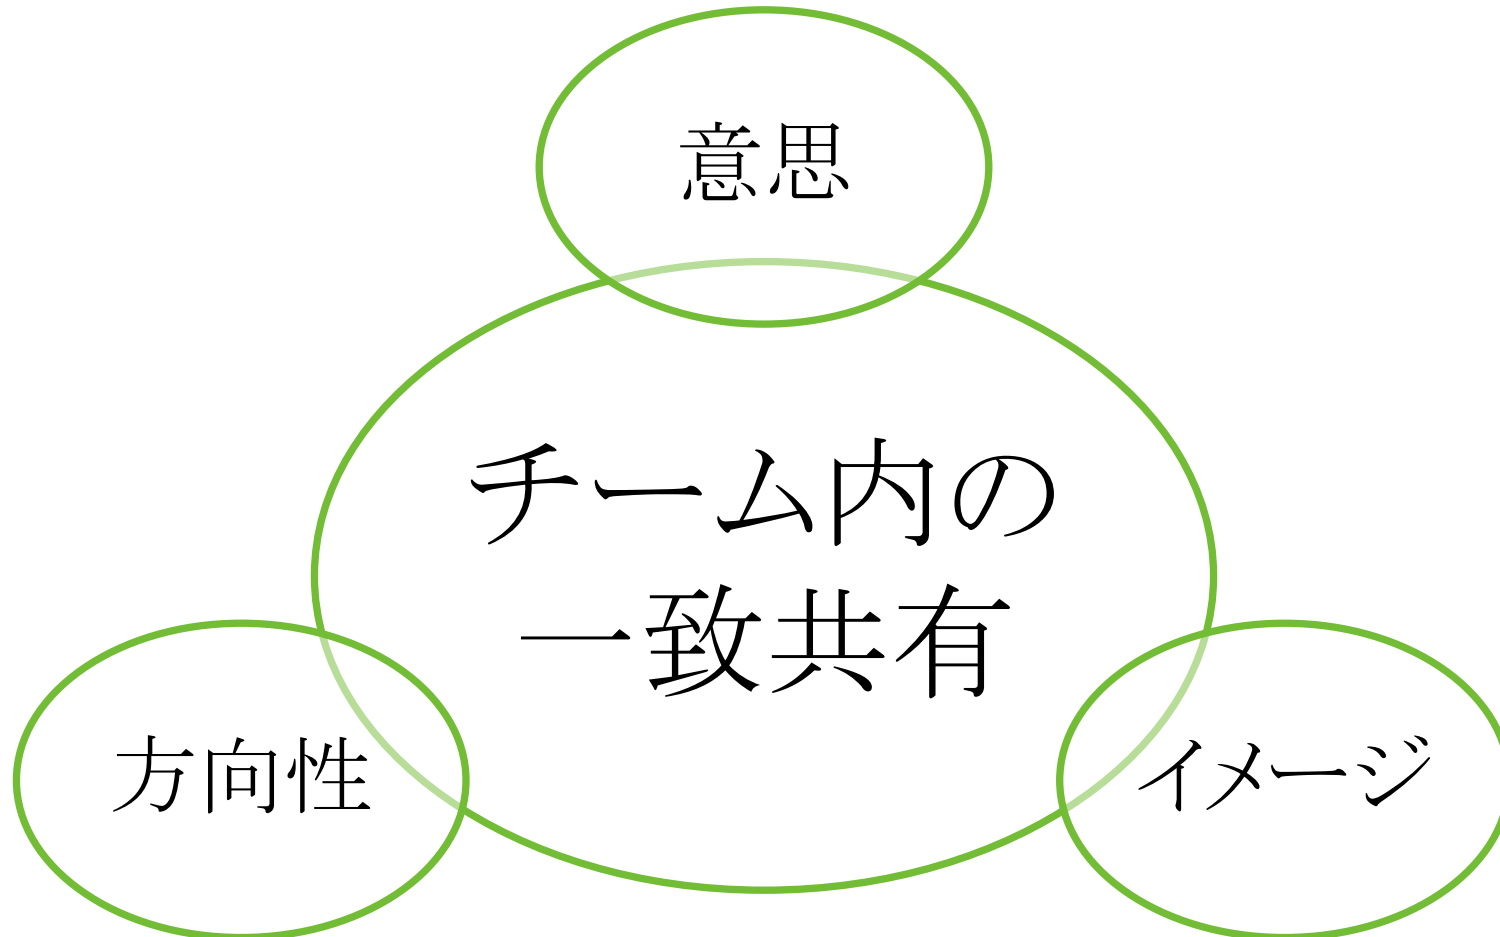 意思
チーム内の
一致共有
方向性
イメージ